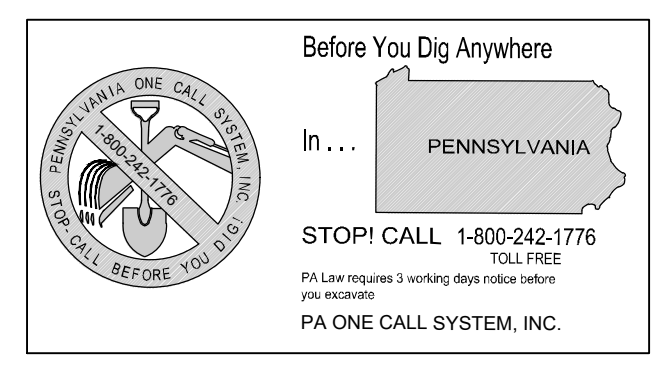 PENNSYLVANIA ONE CALL SYSTEM, INC.
STOP- CALL BEFORE YOU DIG!
1-800-242-1776
Before You Dig Anywhere
In . . .
PENNSYLVANIA
STOP! CALL 1-800-242-1776
TOLL FREE
PA Law requires 3 working days notice before
you excavate
PA ONE CALL SYSTEM, INC.